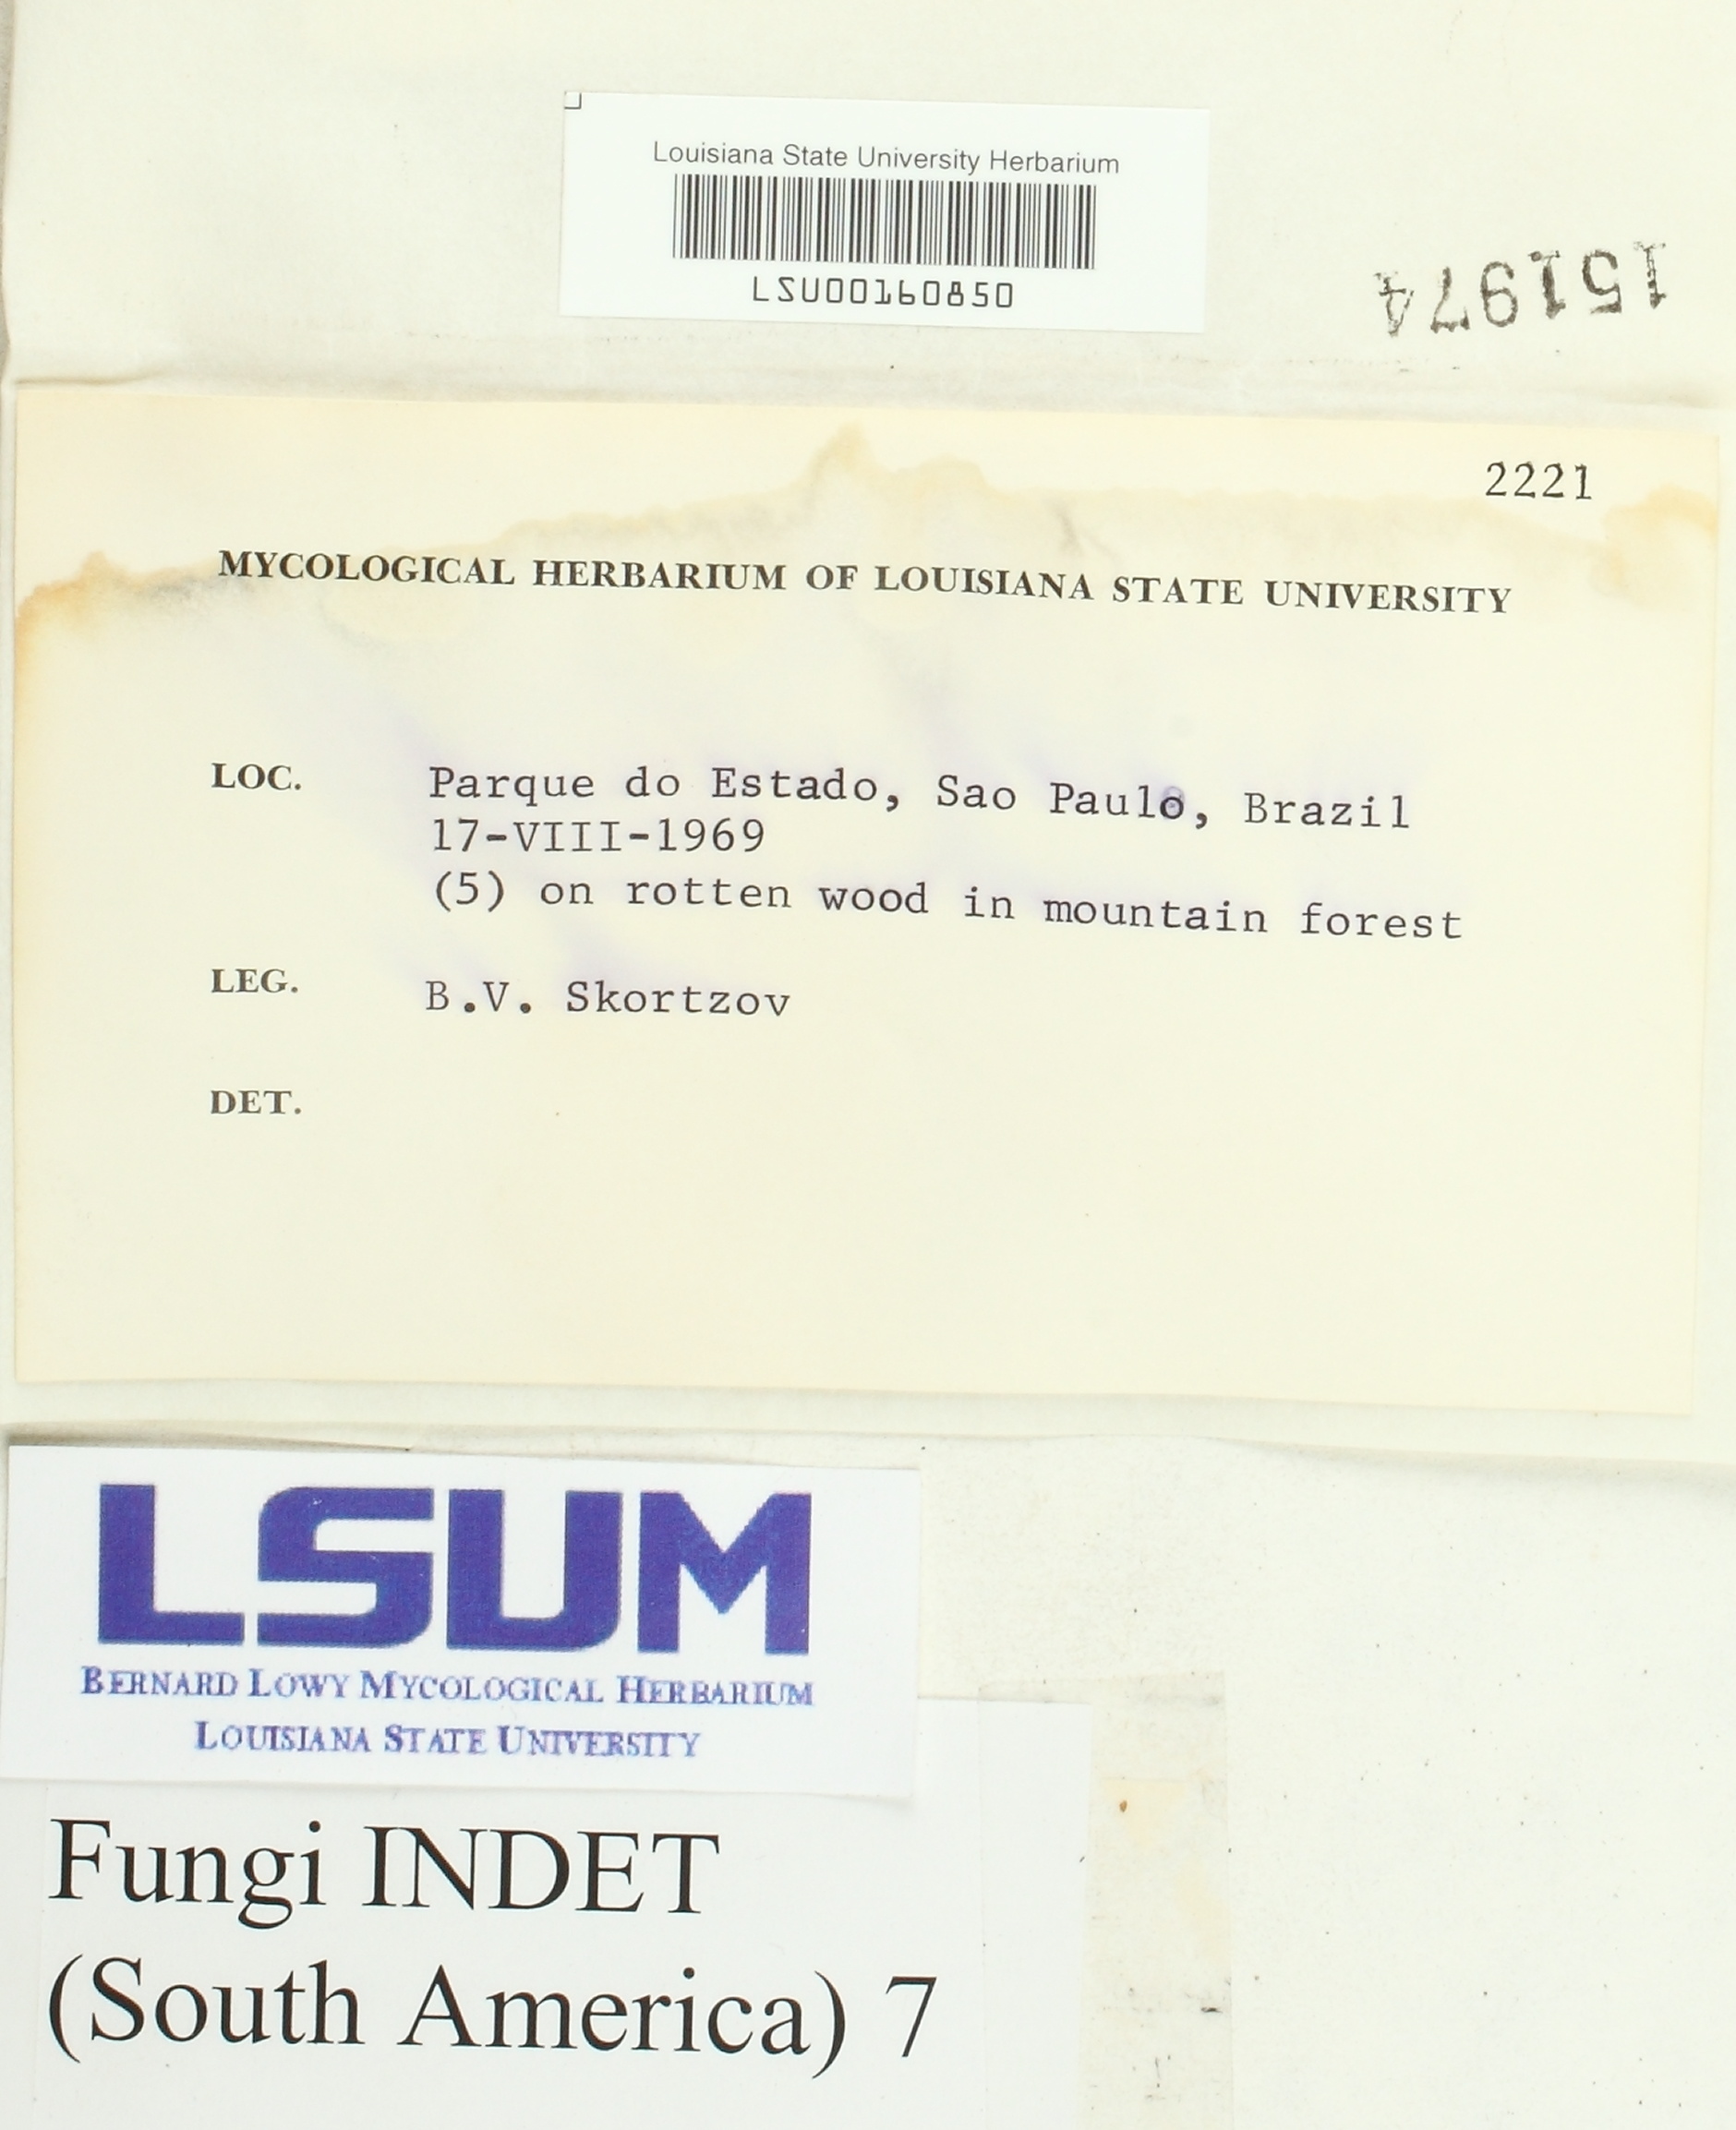 Louisiana State University Herbarium
LSU00160850
151974
2221
MYCOLOGICAL HERBARIUM OF LOUISIANA STATE UNIVERSITY
LOC. Parque do Estado, Sao Paulo, Brazil
17-VIII-1969
(5) on rotten wood in mountain forest
LEG. B.V. Skortzov
DET.
LSUM
BERNARD LOWY MYCOLOGICAL HERBARIUM
LOUISIANA STATE UNIVERSITY
Fungi INDET
(South America) 7